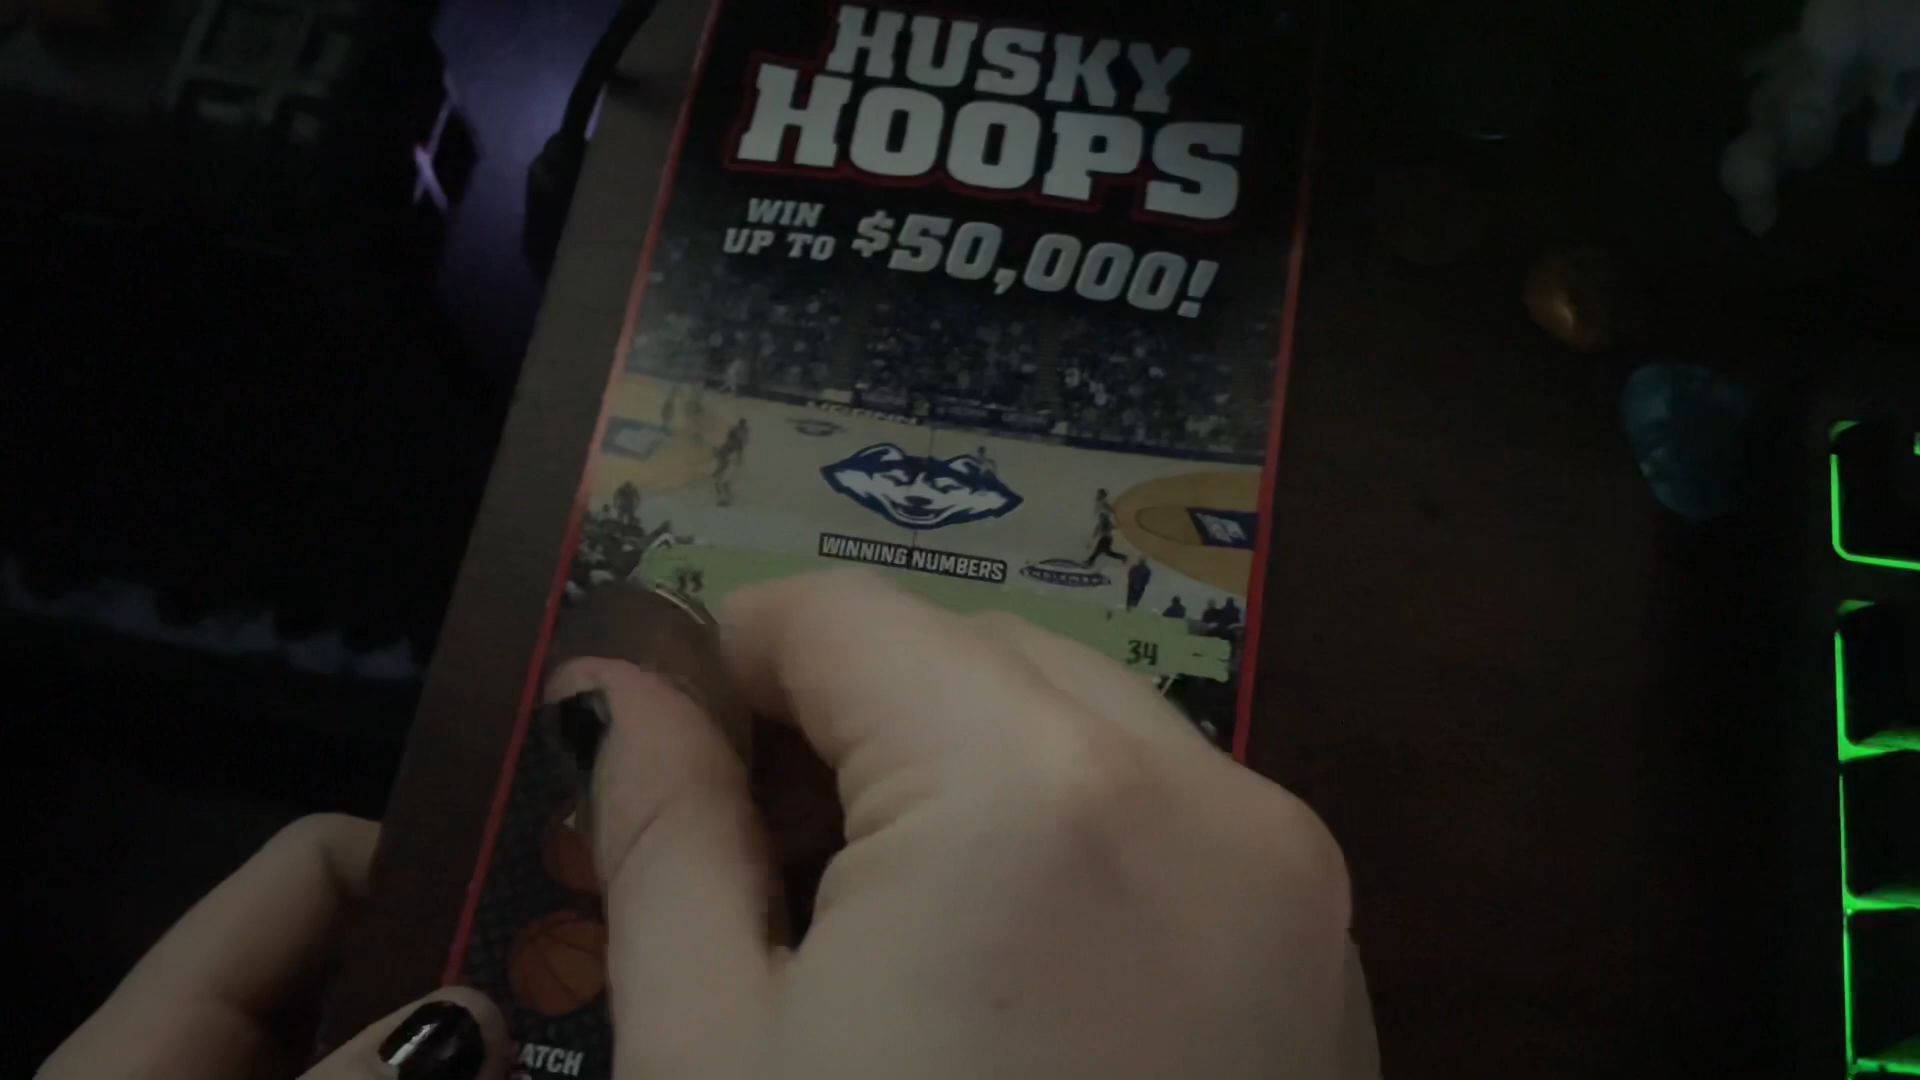 HUSKY
HOOPS
WIN
UP TO
$50,000!
WINNING NUMBERS
34